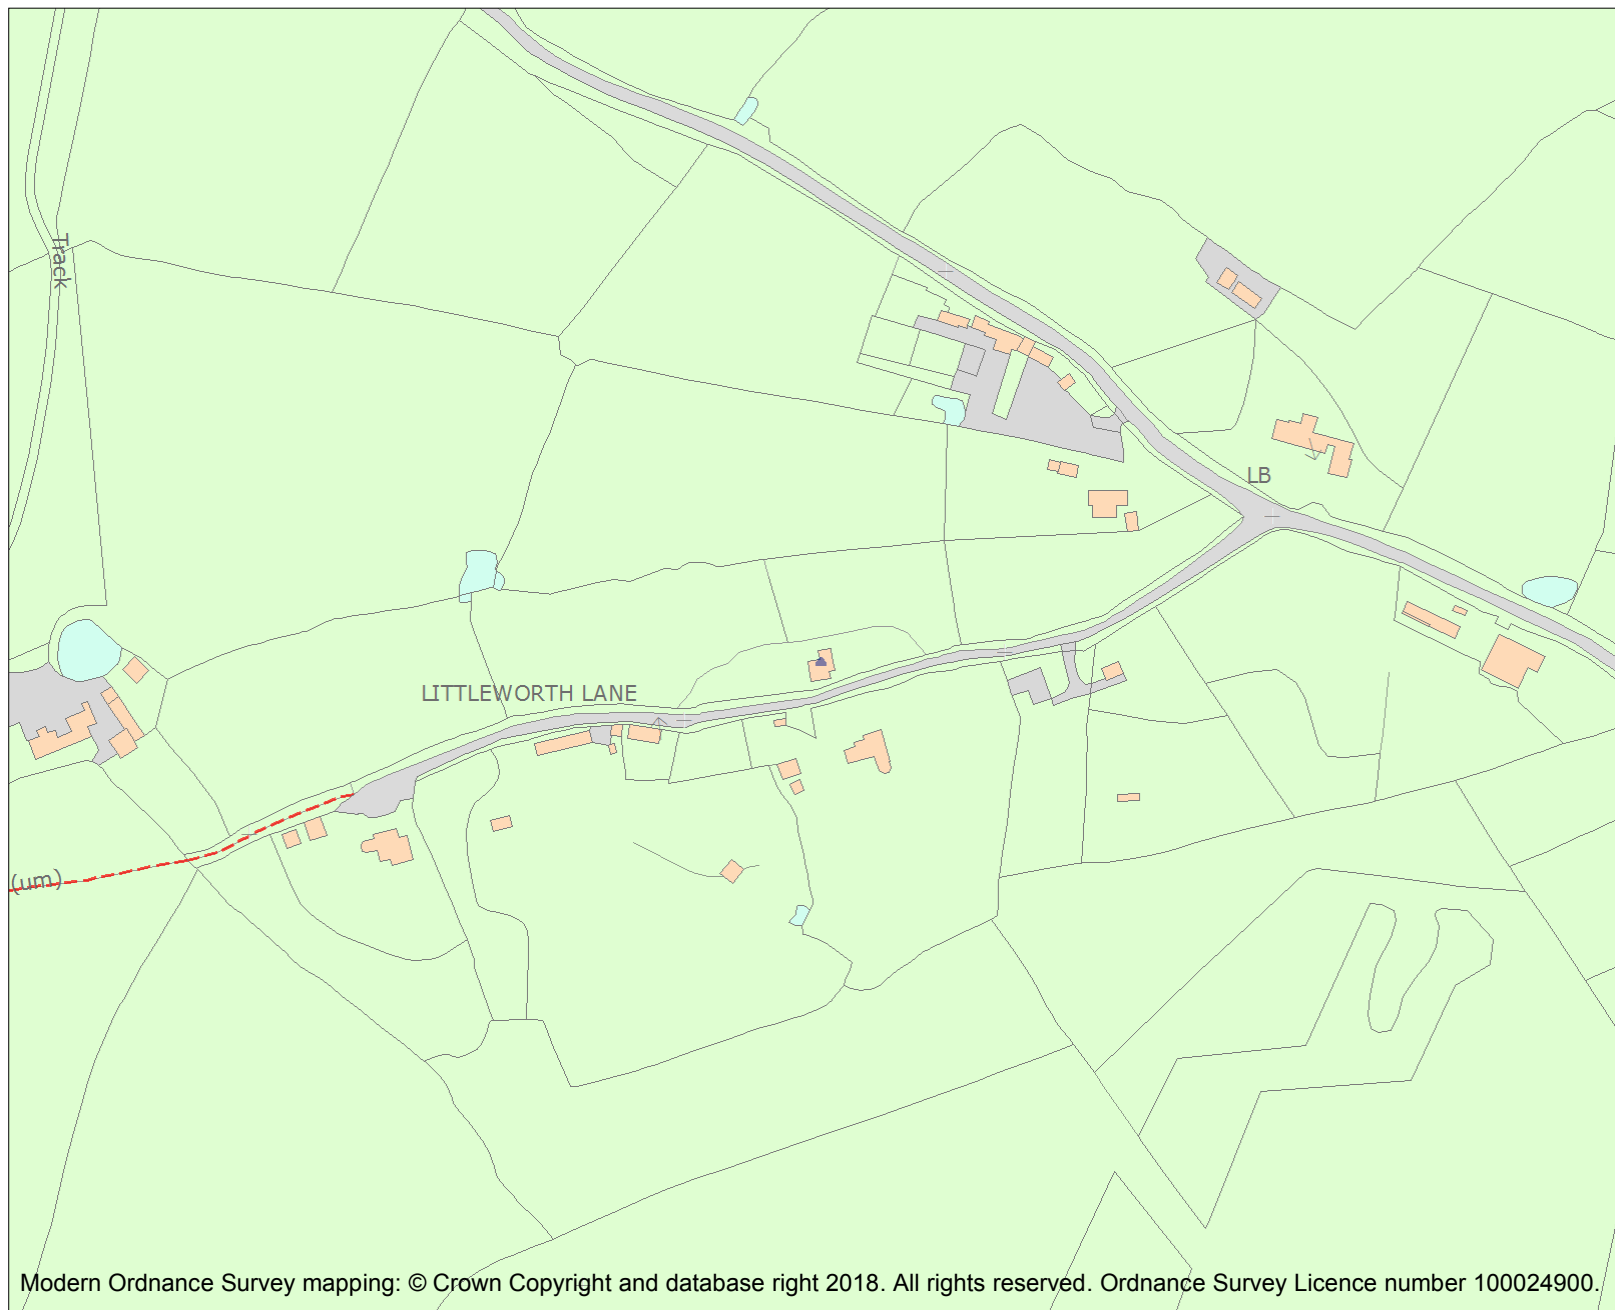 Track
LB
LITTLEWORTH LANE
(um)
Modern Ordnance Survey mapping: © Crown Copyright and database right 2018. All rights reserved. Ordnance Survey Licence number 100024900.